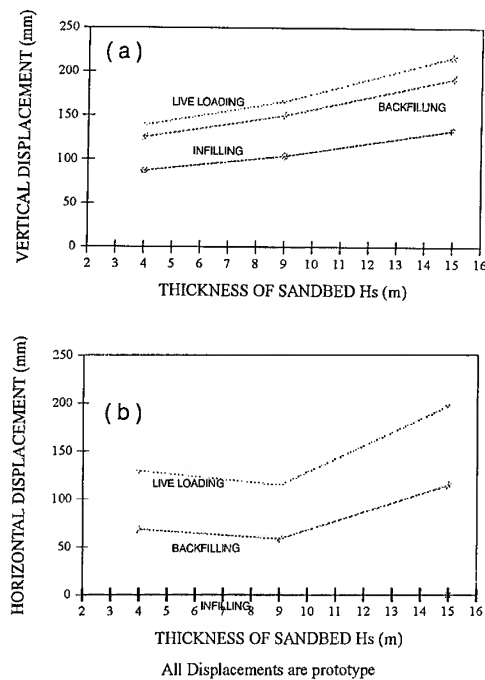 (a)
250
200
150
100
50
0
VERTICAL DISPLACEMENT (mm)
LIVE LOADING
BACKFILLING
INFILLING
2 3 4 5 6 7 8 9 10 11 12 13 14 15 16
THICKNESS OF SANDBED Hs (m)
(b)
250
200
150
100
50
0
HORIZONTAL DISPLACEMENT (mm)
LIVE LOADING
BACKFILLING
INFILLING
2 3 4 5 6 7 8 9 10 11 12 13 14 15 16
THICKNESS OF SANDBED Hs (m)
All Displacements are prototype